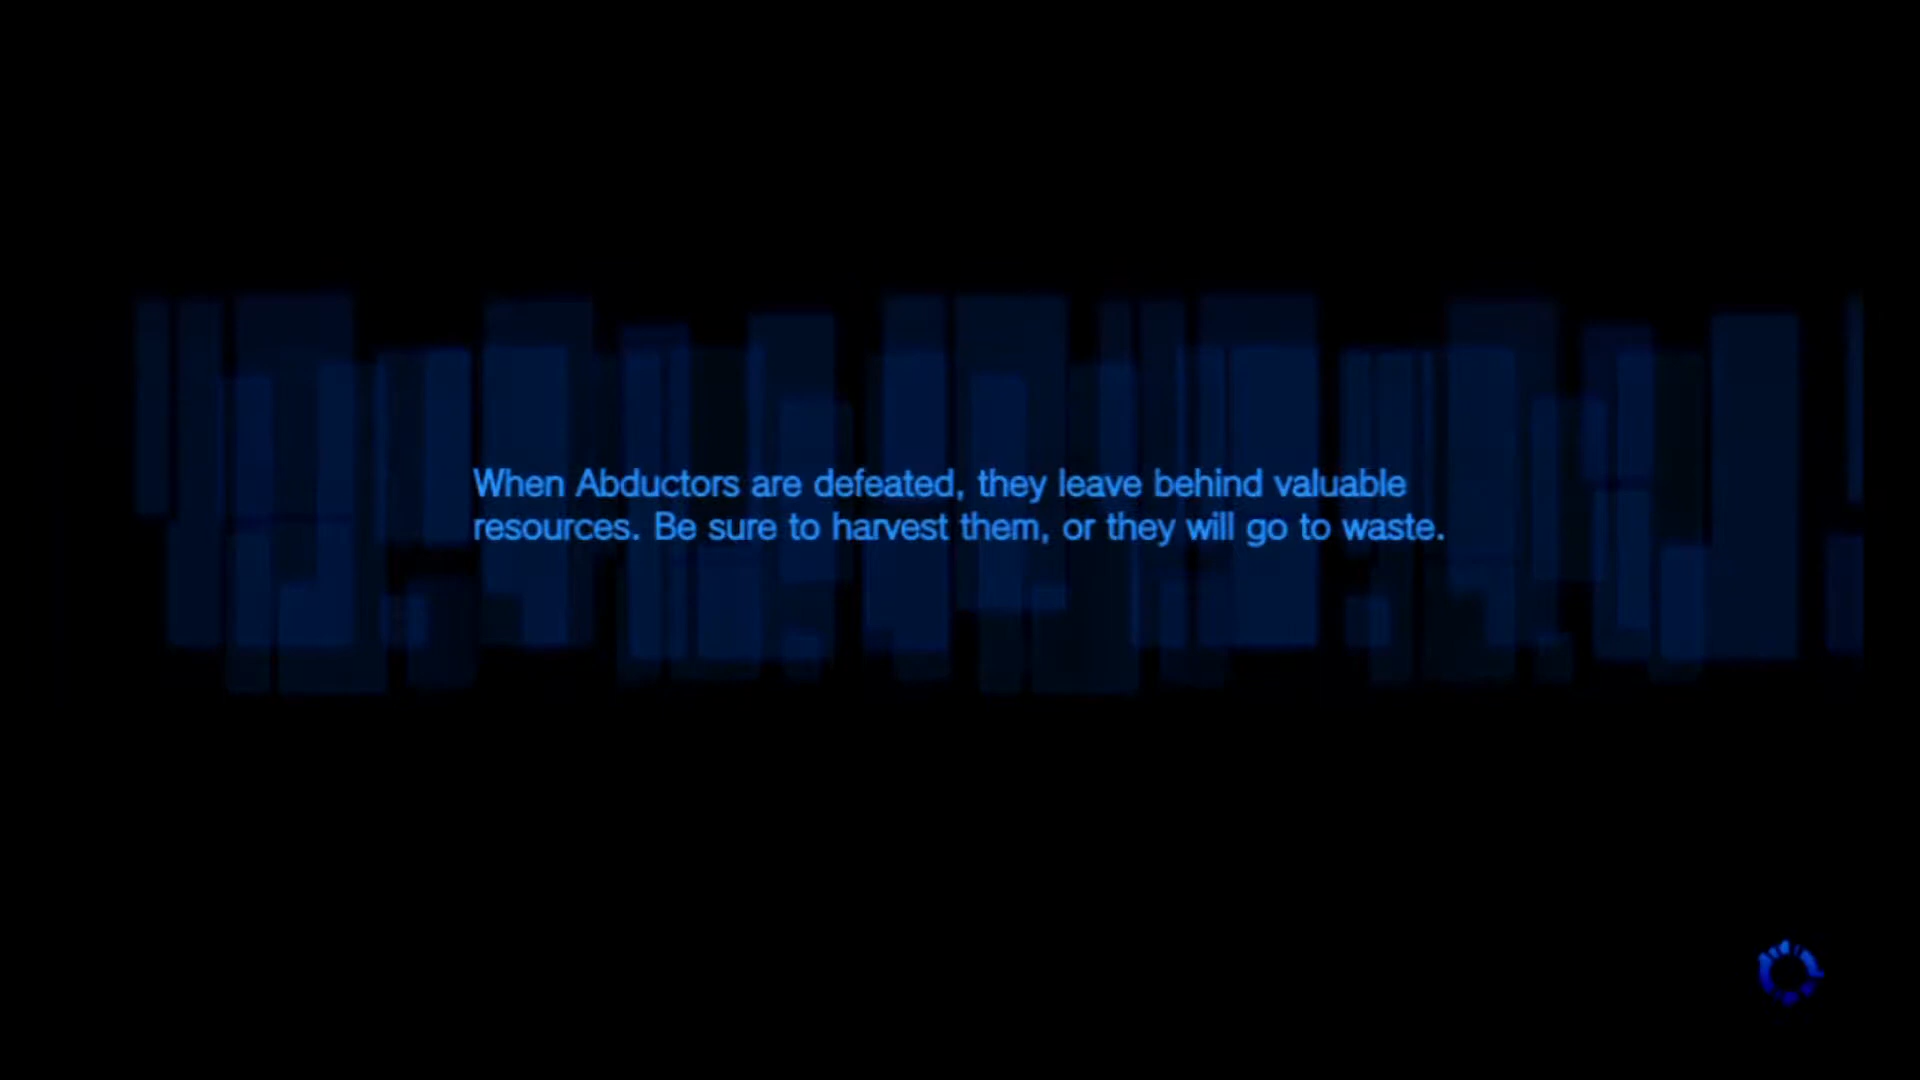 When Abductors are defeated, they leave behind valuable
resources. Be sure to harvest them, or they will go to waste.